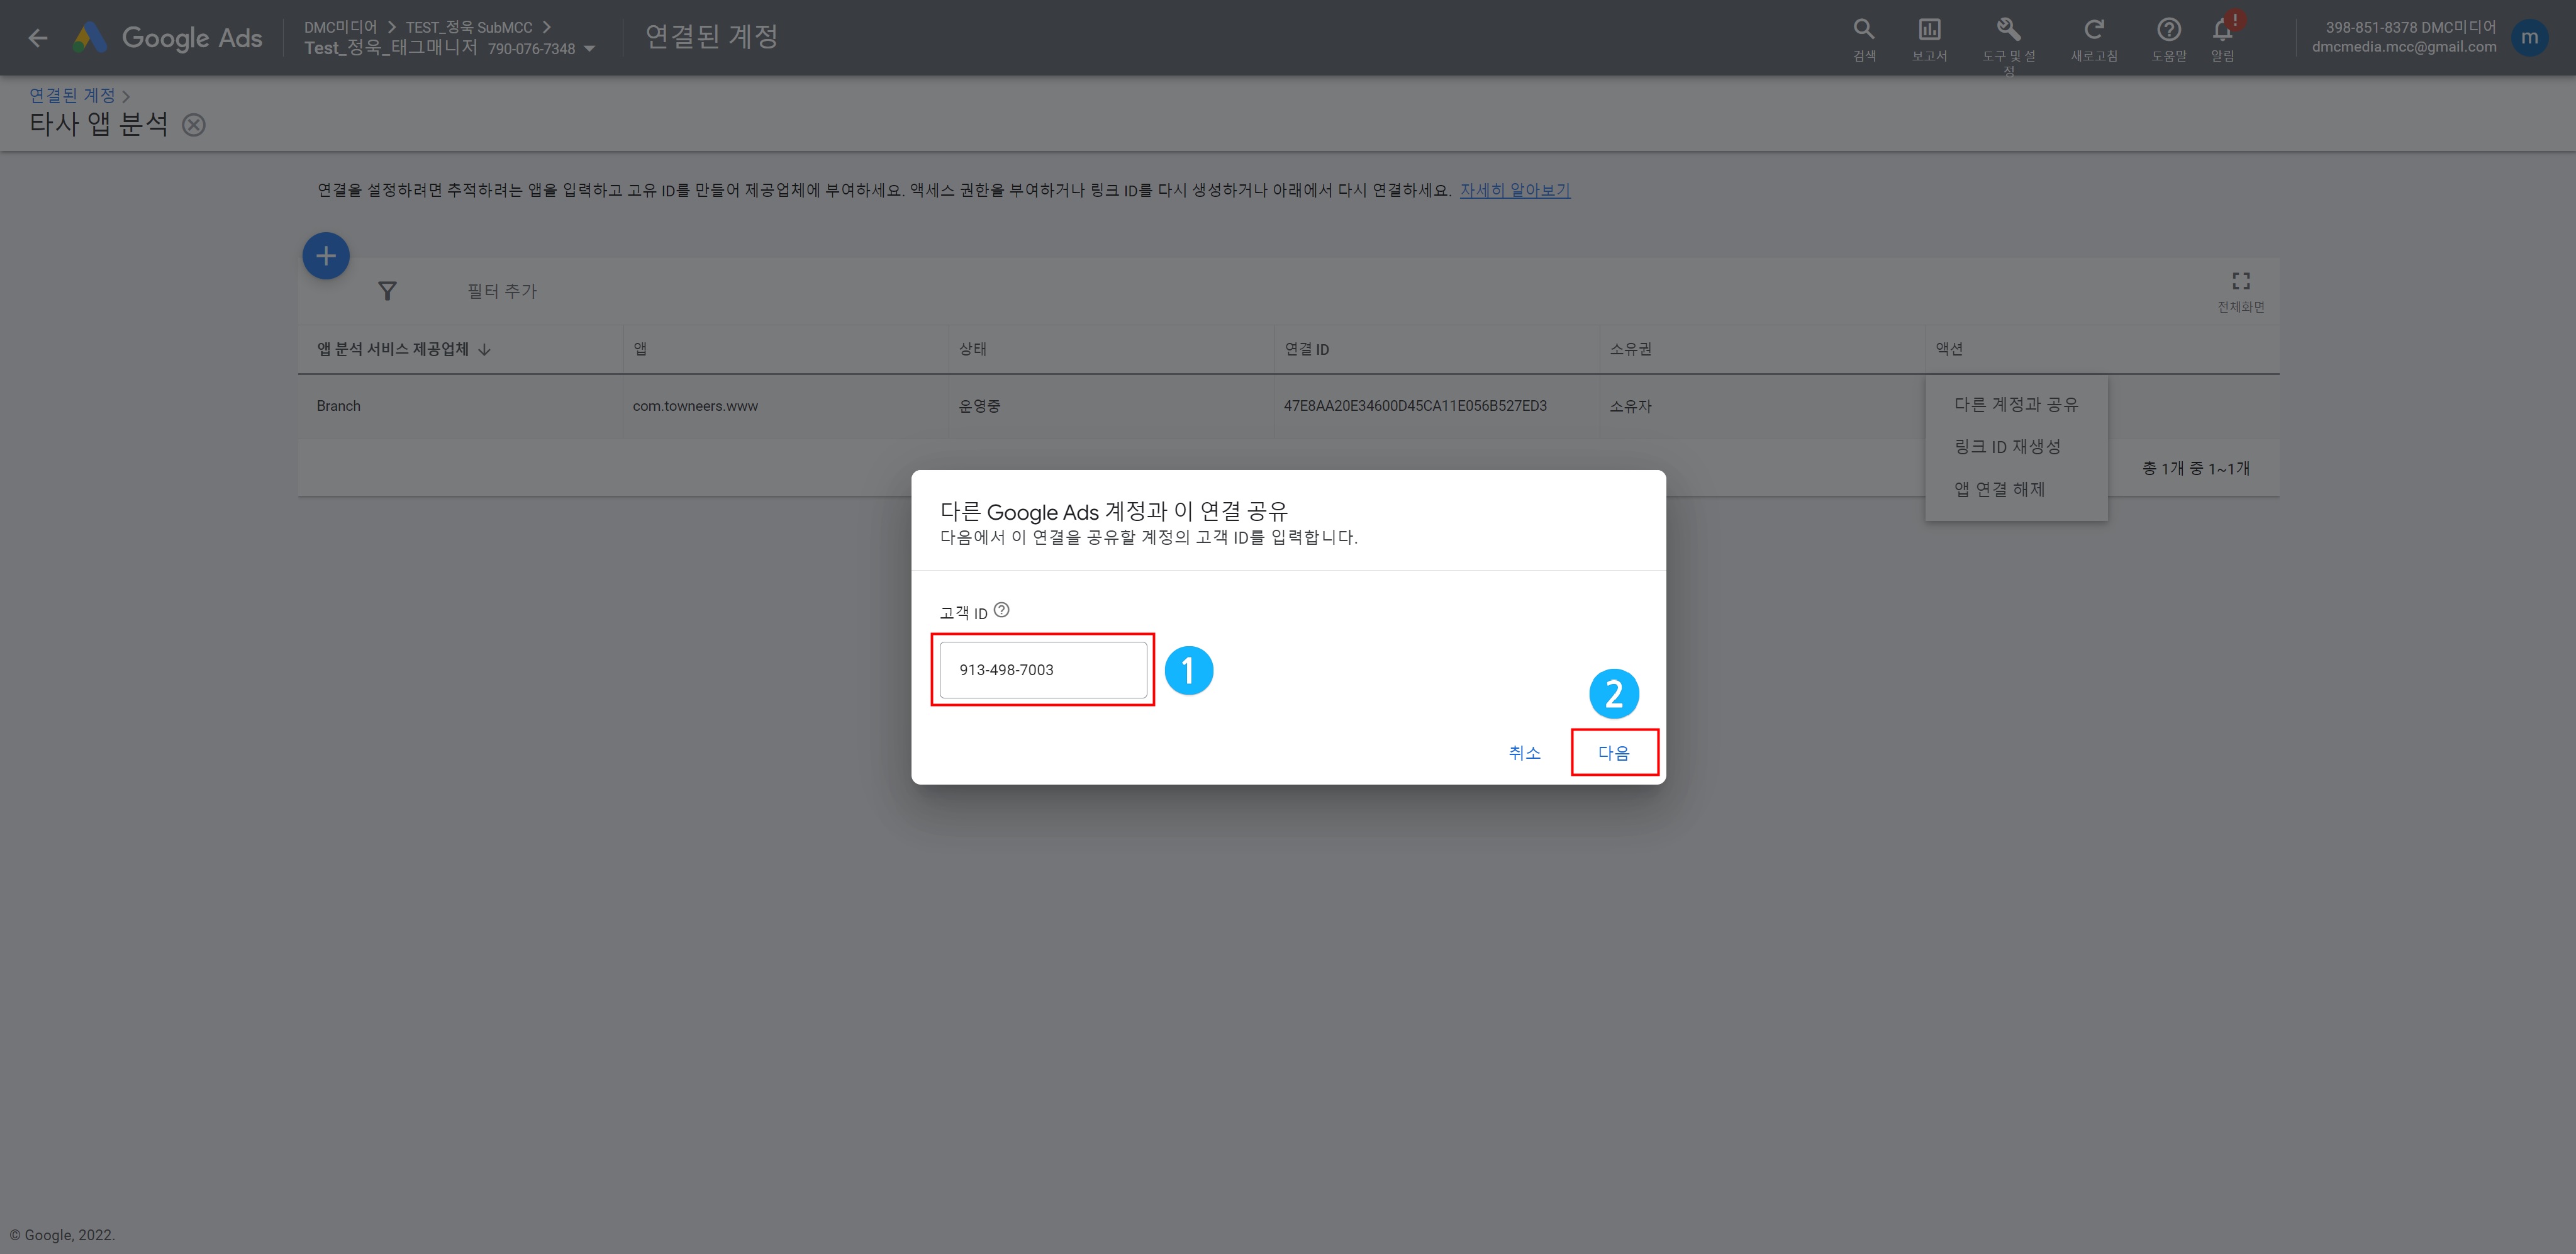 Google Ads
DMC미디어 > TEST_정욱 SubMCC >
Test_정욱_태그매니저 790-076-7348
연결된 계정
검색
보고서
도구 및 설
정
새로고침
도움말
알림
!
398-851-8378 DMC미디어
dmcmedia.mcc@gmail.com
m
연결된 계정 >
타사 앱 분석
연결을 설정하려면 추적하려는 앱을 입력하고 고유 ID를 만들어 제공업체에 부여하세요. 액세스 권한을 부여하거나 링크 ID를 다시 생성하거나 아래에서 다시 연결하세요. 자세히 알아보기
필터 추가
전체화면
앱 분석 서비스 제공업체 앱 상태 연결 ID 소유권 액션
Branch com.towneers.www 운영중 47E8AA20E34600D45CA11E056B527ED3 소유자
다른 계정과 공유
링크 ID 재생성
앱 연결 해제
총 1개 중 1~1개
다른 Google Ads 계정과 이 연결 공유
다음에서 이 연결을 공유할 계정의 고객 ID를 입력합니다.
고객 ID
913-498-7003
1
2
취소
다음
© Google, 2022.